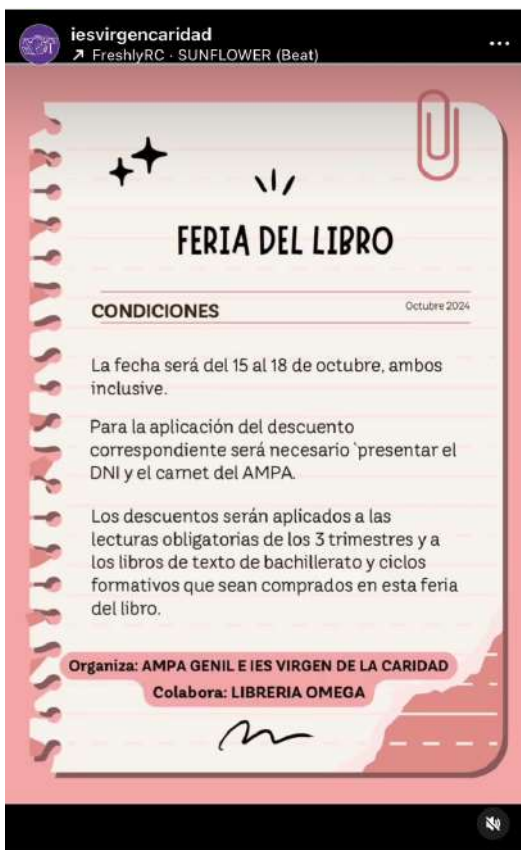 iesvirgencaridad
FreshlyRC · SUNFLOWER (Beat)
FERIA DEL LIBRO
CONDICIONES
Octubre 2024
La fecha será del 15 al 18 de octubre, ambos
inclusive.
Para la aplicación del descuento
correspondiente será necesario `presentar el
DNI y el carnet del AMPA.
Los descuentos serán aplicados a las
lecturas obligatorias de los 3 trimestres y a
los libros de texto de bachillerato y ciclos
formativos que sean comprados en esta feria
del libro.
Organiza: AMPA GENIL E IES VIRGEN DE LA CARIDAD
Colabora: LIBRERIA OMEGA